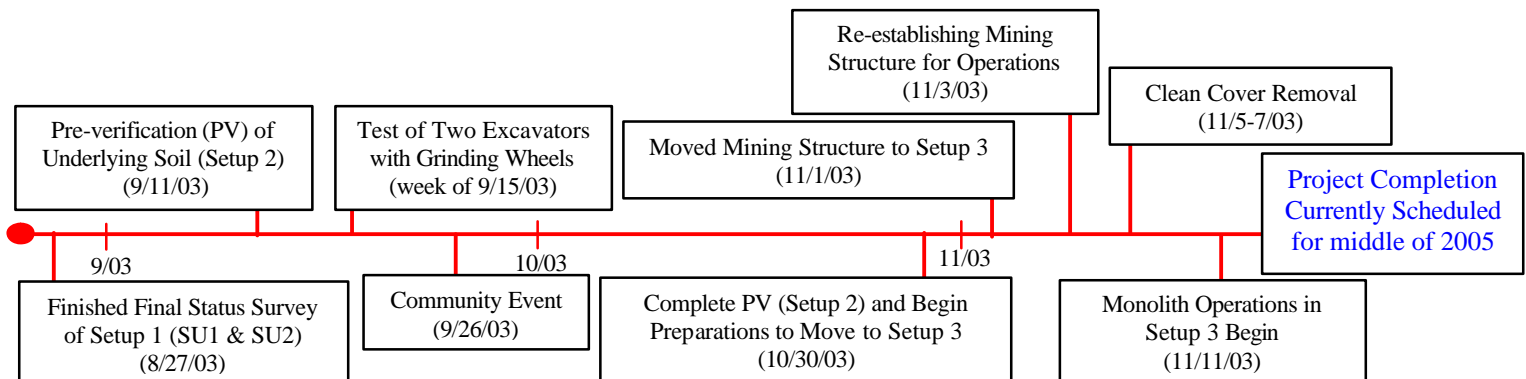 Re-establishing Mining
Structure for Operations
(11/3/03)
Clean Cover Removal
(11/5-7/03)
Pre-verification (PV) of
Underlying Soil (Setup 2)
(9/11/03)
Test of Two Excavators
with Grinding Wheels
(week of 9/15/03)
Moved Mining Structure to Setup 3
(11/1/03)
Project Completion
Currently Scheduled
for middle of 2005
9/03
10/03
11/03
Finished Final Status Survey
of Setup 1 (SU1 & SU2)
(8/27/03)
Community Event
(9/26/03)
Complete PV (Setup 2) and Begin
Preparations to Move to Setup 3
(10/30/03)
Monolith Operations in
Setup 3 Begin
(11/11/03)